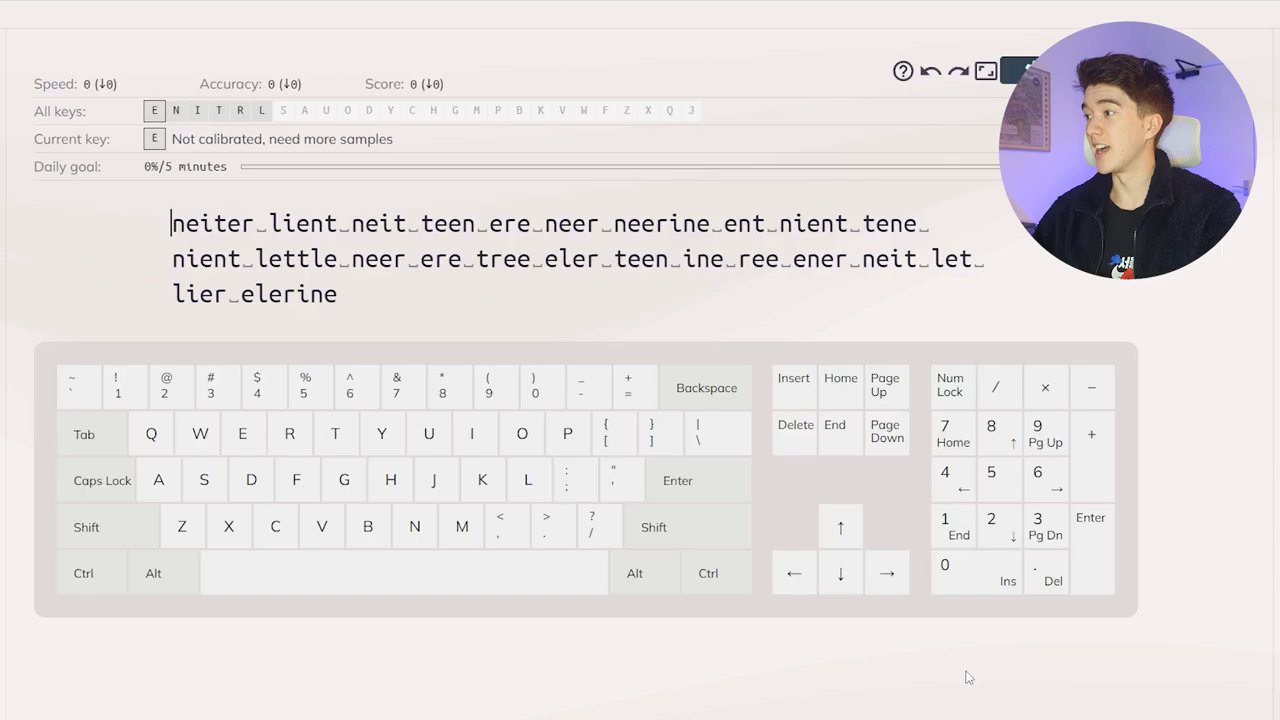 Speed: 0 (↓0) Accuracy: 0 (↓0) Score: 0 (↓0)
All keys: E N I T R L S A U O D Y C H G M P B K V W F Z X Q J
Current key: E Not calibrated, need more samples
Daily goal: 0%/5 minutes
neiter␣lient␣neit␣teen␣ere␣neer␣neerine␣ent␣nient␣tene␣
nient␣lettle␣neer␣ere␣tree␣eler␣teen␣ine␣ree␣ener␣neit␣let␣
lier␣elerine
~ ! @ # $ % ^ & * ( ) _ +
` 1 2 3 4 5 6 7 8 9 0 - = Backspace
Insert Home Page Up
Num Lock / × −
Tab Q W E R T Y U I O P { [ } ] | \
Delete End Page Down
7 Home 8 ↑ 9 Pg Up +
Caps Lock A S D F G H J K L : ; " ' Enter
4 ← 5 6 →
Shift Z X C V B N M < , > . ? / Shift
↑
1 End 2 ↓ 3 Pg Dn Enter
Ctrl Alt Alt Ctrl
← ↓ →
0 Ins . Del